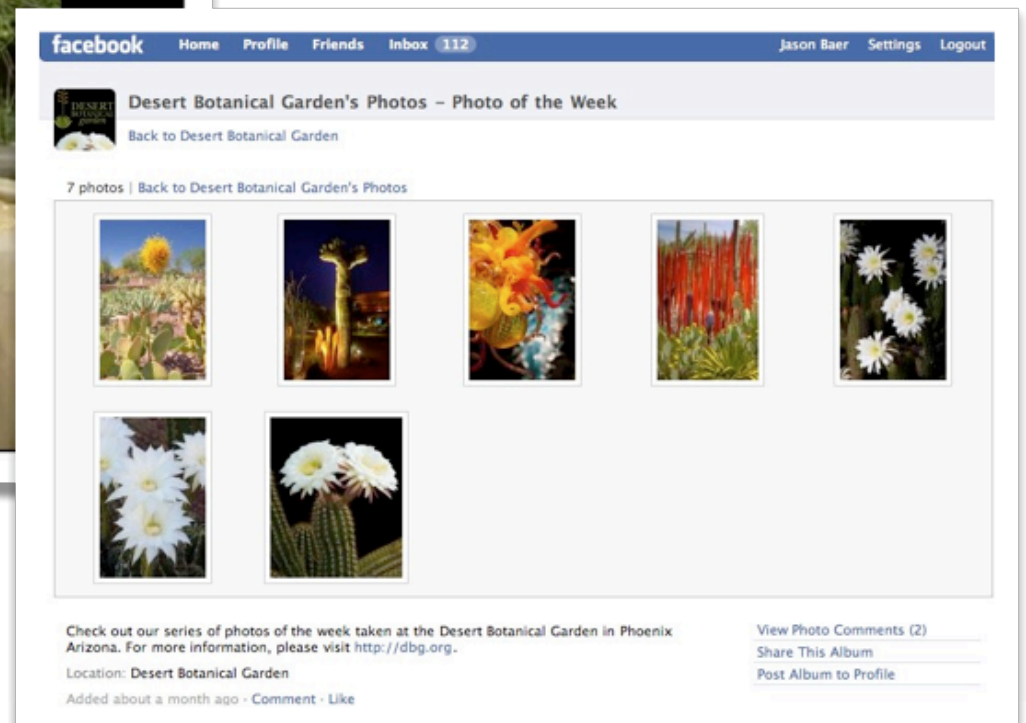 facebook Home Profile Friends Inbox 112 Jason Baer Settings Logout
DESERT
BOTANICAL
garden
Desert Botanical Garden's Photos – Photo of the Week
Back to Desert Botanical Garden
7 photos | Back to Desert Botanical Garden's Photos
Check out our series of photos of the week taken at the Desert Botanical Garden in Phoenix
Arizona. For more information, please visit http://dbg.org.
Location: Desert Botanical Garden
Added about a month ago · Comment · Like
View Photo Comments (2)
Share This Album
Post Album to Profile